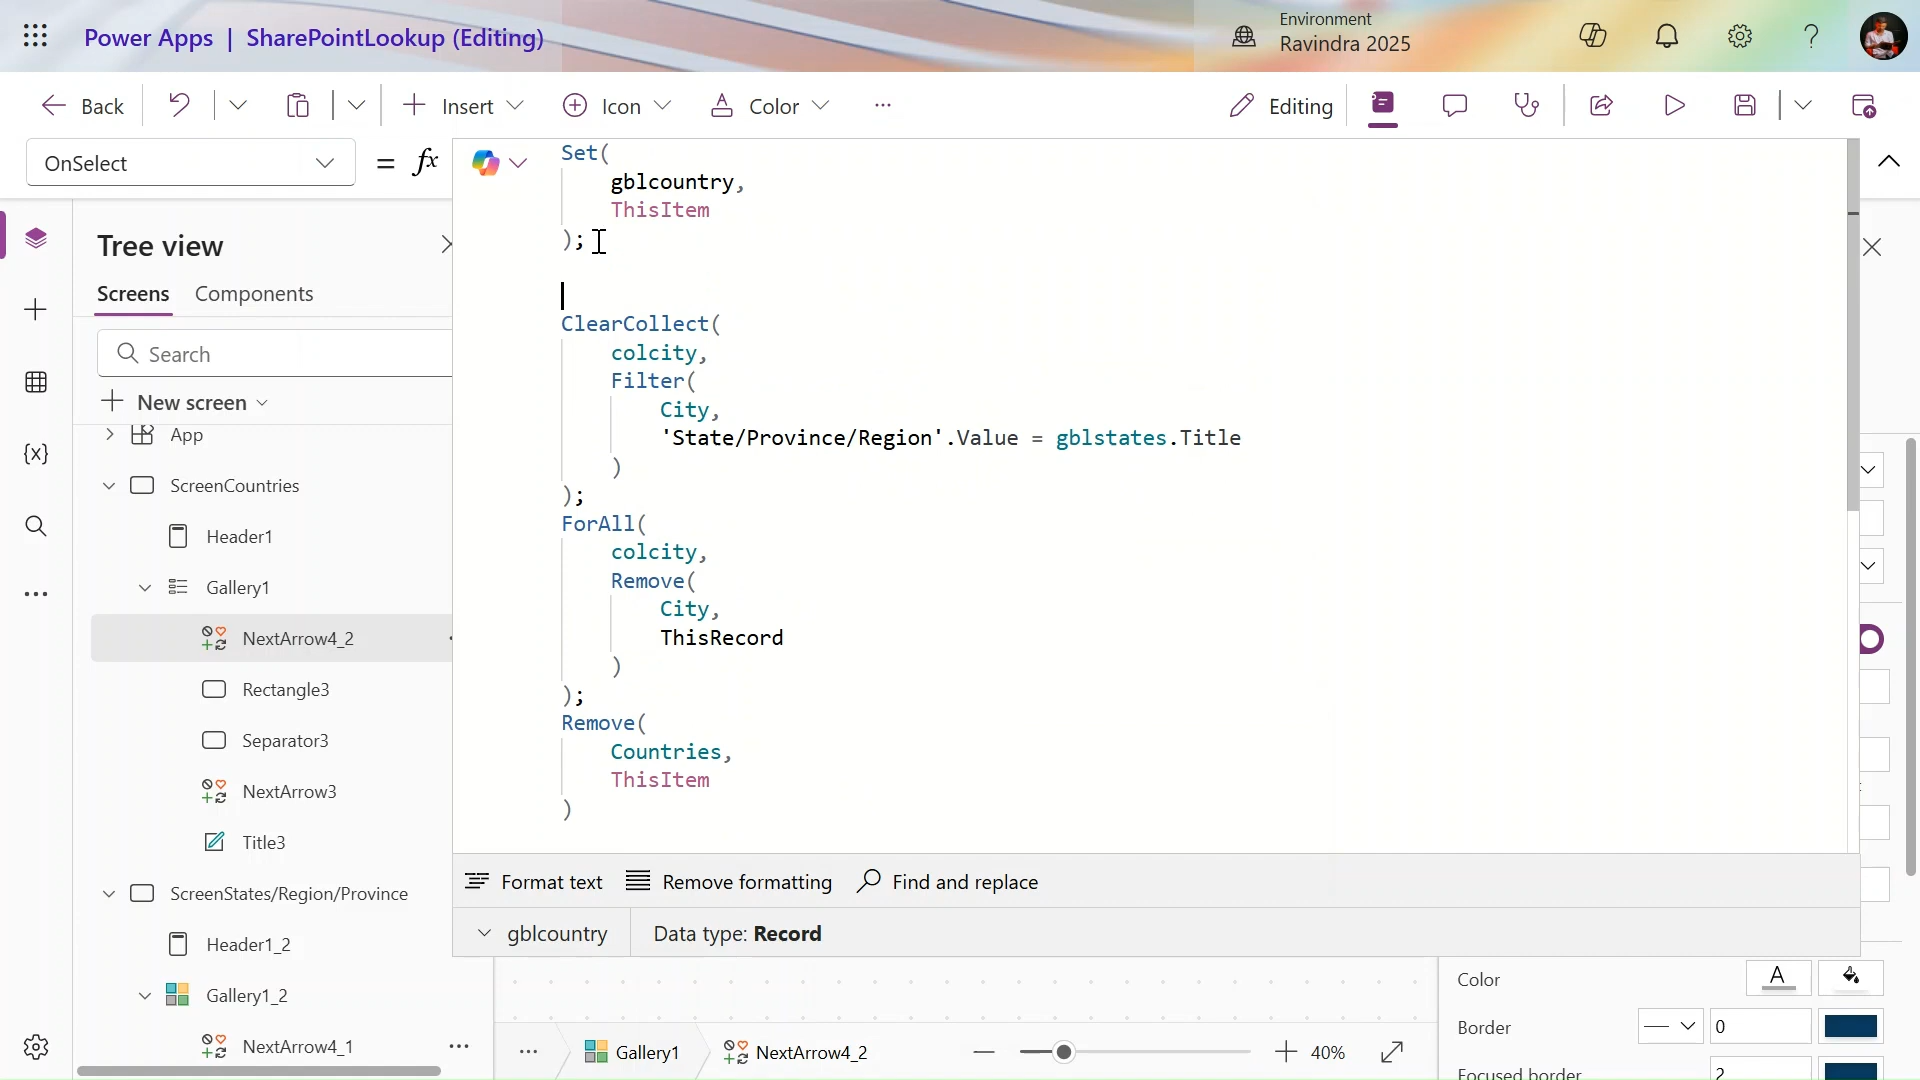 Power Apps | SharePointLookup (Editing)
Environment
Ravindra 2025
Back
Insert
Icon
Color
...
Editing
OnSelect
= fx
Set(
gblcountry,
ThisItem
);
ClearCollect(
colcity,
Filter(
City,
'State/Province/Region'.Value = gblstates.Title
)
);
ForAll(
colcity,
Remove(
City,
ThisRecord
)
);
Remove(
Countries,
ThisItem
)
Format text
Remove formatting
Find and replace
gblcountry
Data type: Record
Tree view
Screens
Components
Search
New screen
App
ScreenCountries
Header1
Gallery1
NextArrow4_2
Rectangle3
Separator3
NextArrow3
Title3
ScreenStates/Region/Province
Header1_2
Gallery1_2
NextArrow4_1
...
...
Gallery1
NextArrow4_2
40%
Color
Border
0
Focused border
2